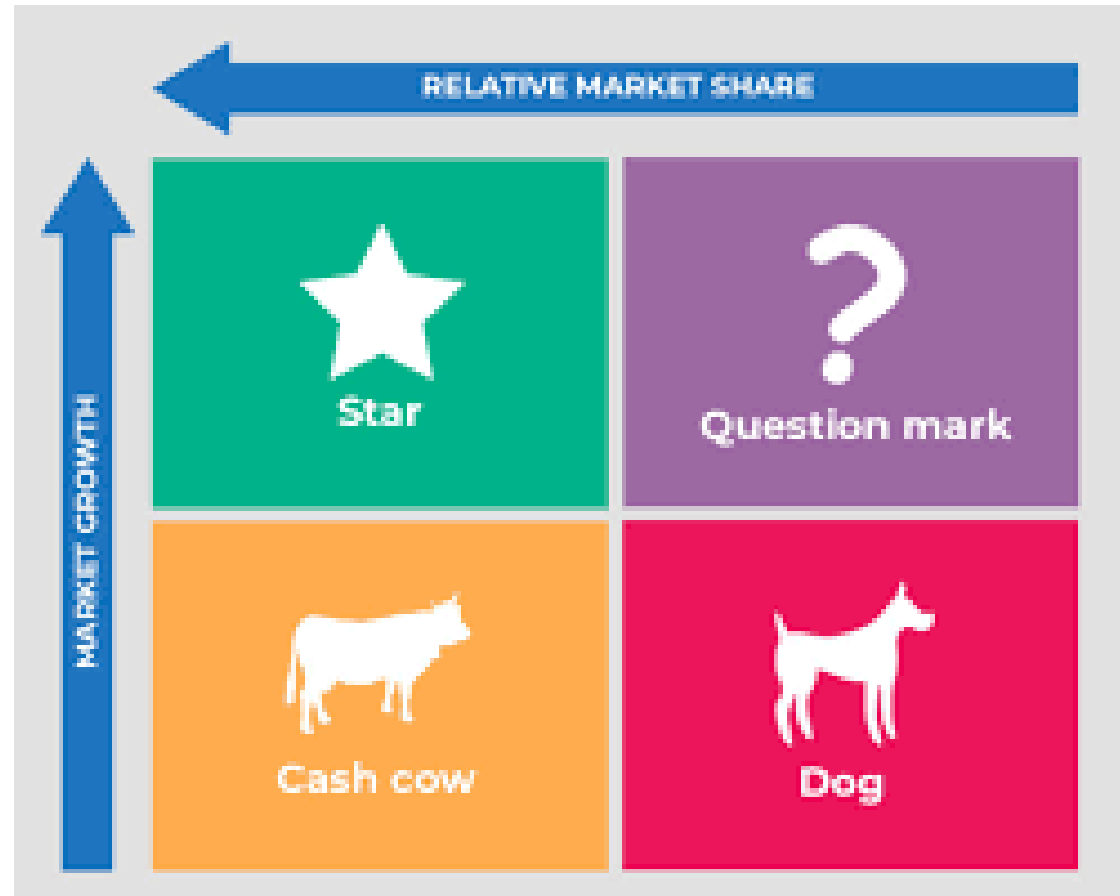 RELATIVE MARKET SHARE
MARKET GROWTH
Star
Question mark
Cash cow
Dog